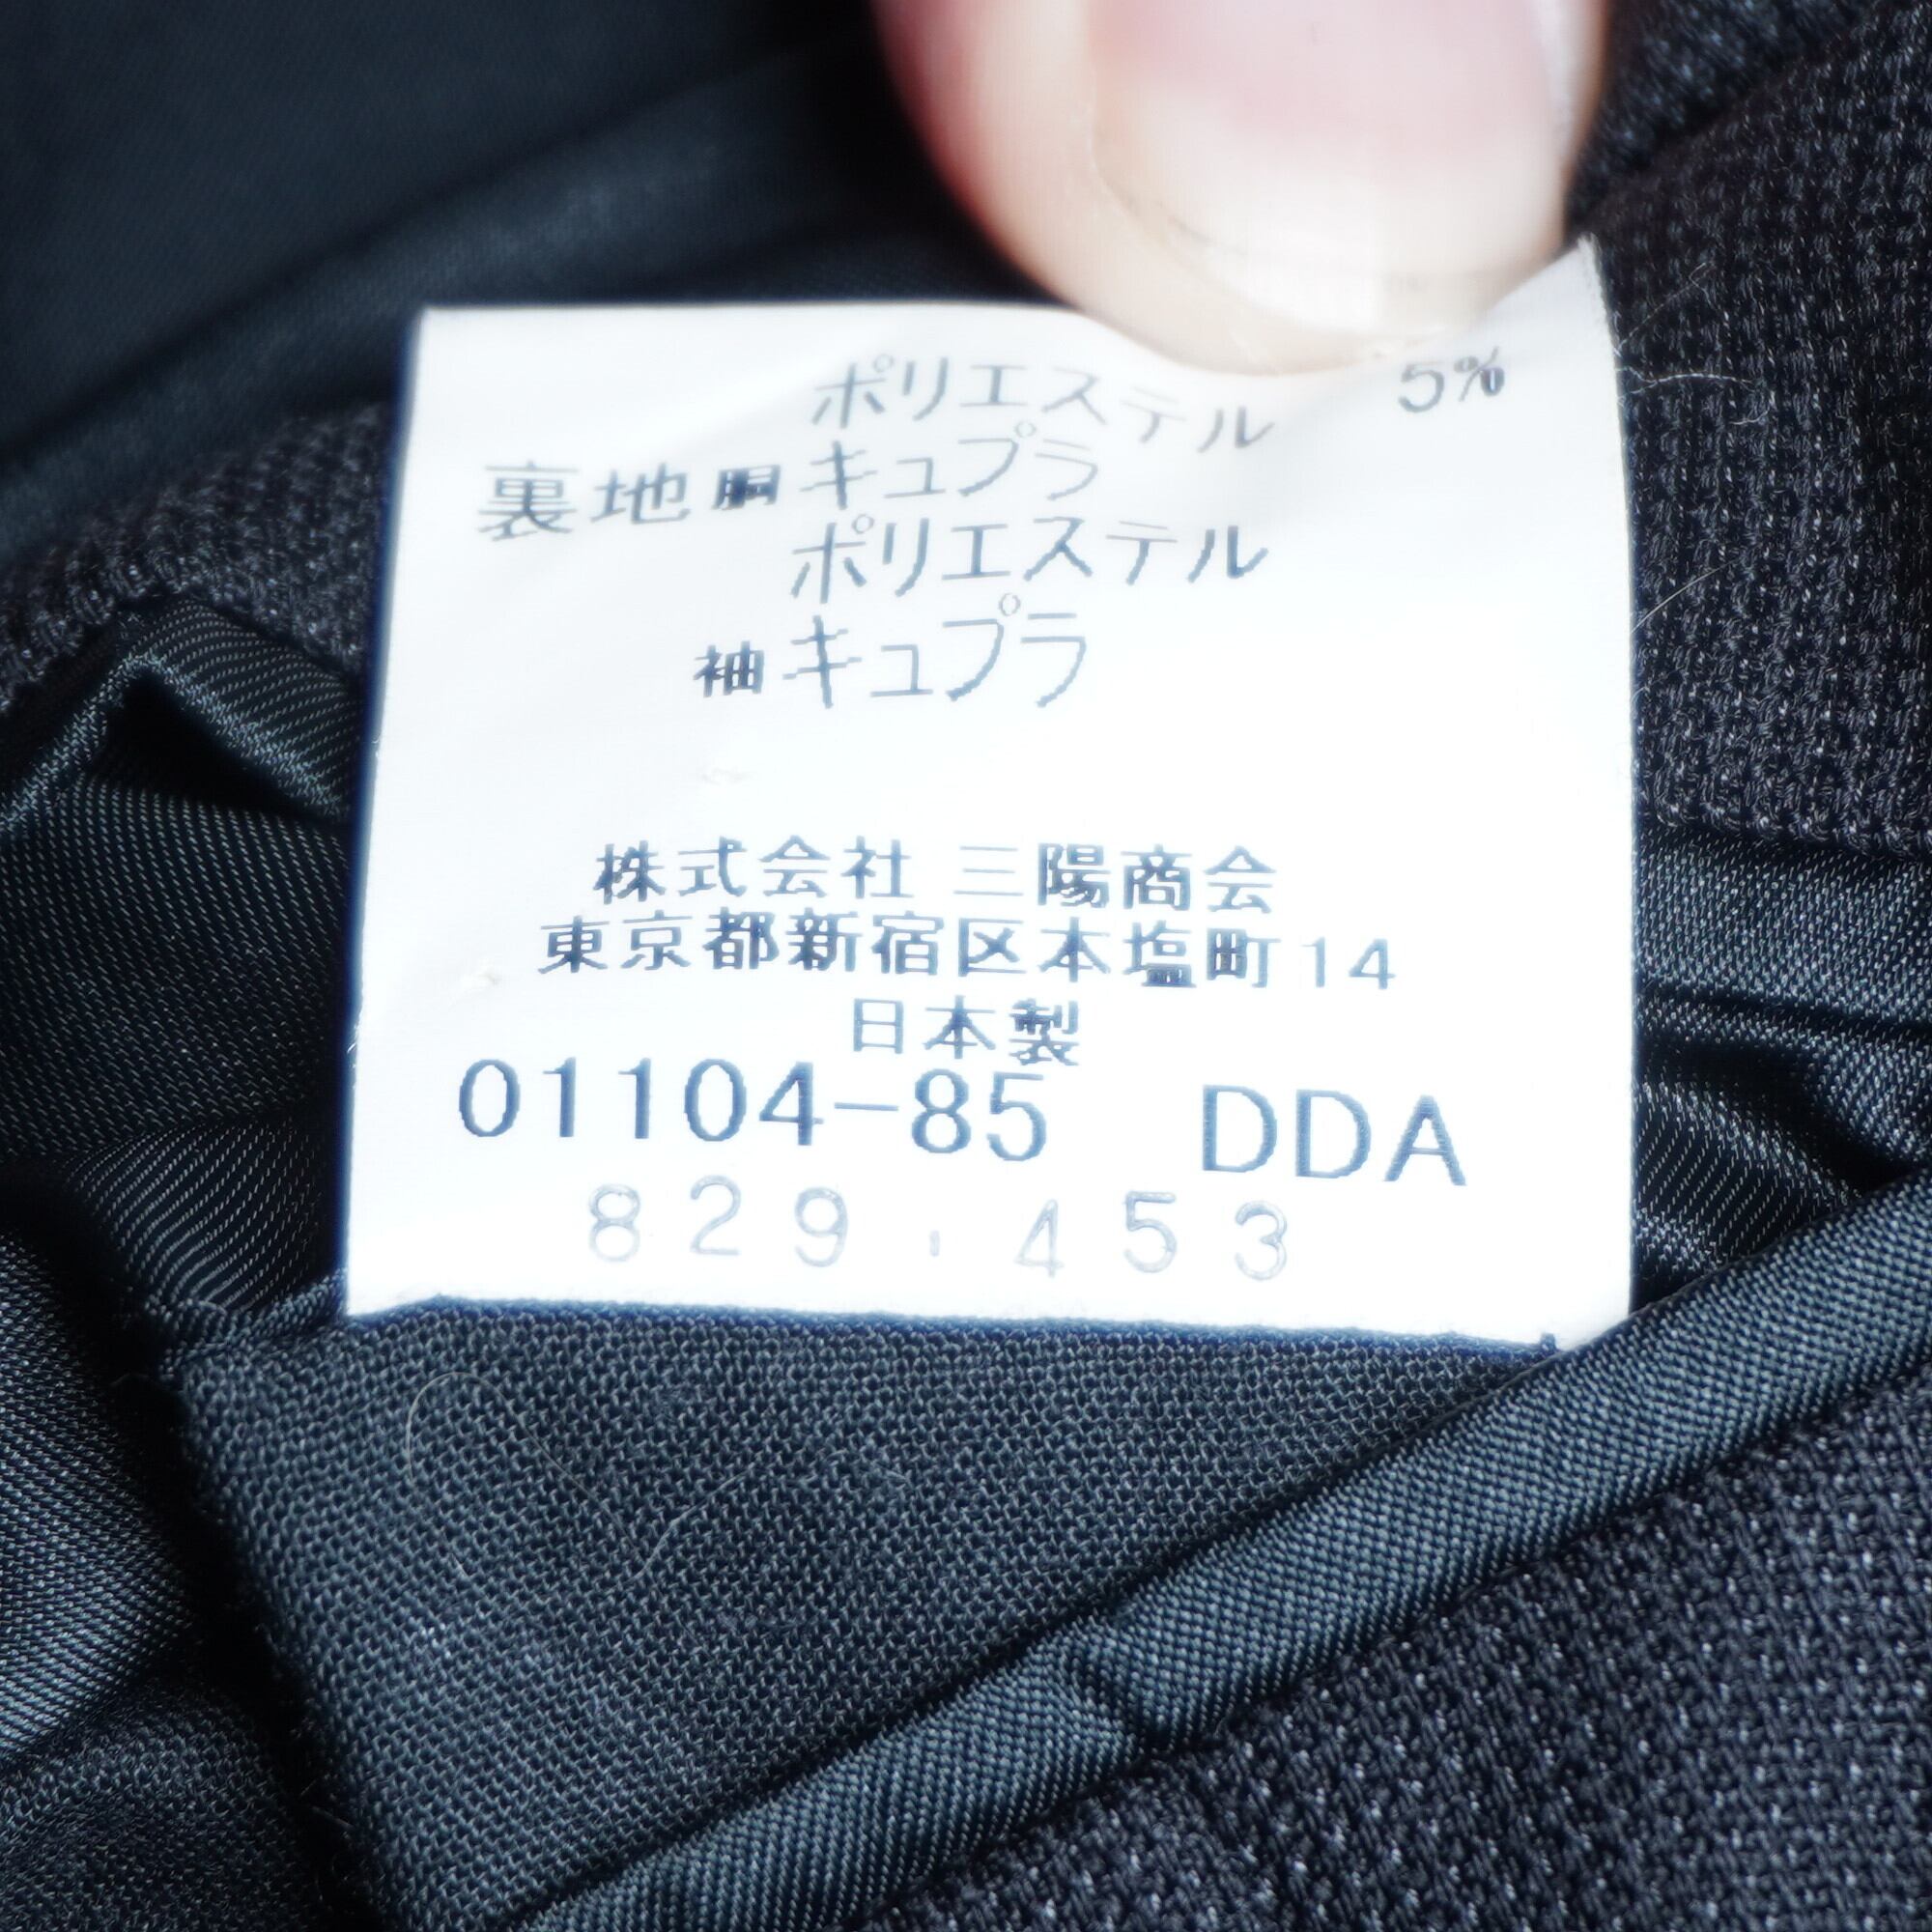 ポリエステル 5%
裏地 胴 キュプラ
ポリエステル
袖 キュプラ
株式会社 三陽商会
東京都新宿区本塩町14
日本製
01104-85 DDA
829,453